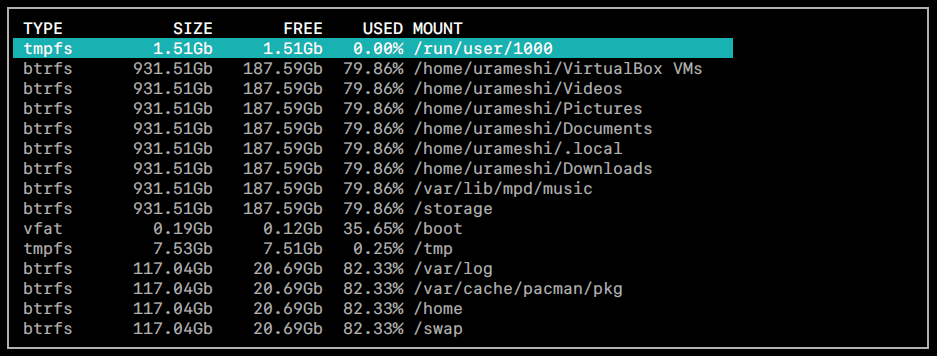 TYPE SIZE FREE USED MOUNT
tmpfs 1.51Gb 1.51Gb 0.00% /run/user/1000
btrfs 931.51Gb 187.59Gb 79.86% /home/urameshi/VirtualBox VMs
btrfs 931.51Gb 187.59Gb 79.86% /home/urameshi/Videos
btrfs 931.51Gb 187.59Gb 79.86% /home/urameshi/Pictures
btrfs 931.51Gb 187.59Gb 79.86% /home/urameshi/Documents
btrfs 931.51Gb 187.59Gb 79.86% /home/urameshi/.local
btrfs 931.51Gb 187.59Gb 79.86% /home/urameshi/Downloads
btrfs 931.51Gb 187.59Gb 79.86% /var/lib/mpd/music
btrfs 931.51Gb 187.59Gb 79.86% /storage
vfat 0.19Gb 0.12Gb 35.65% /boot
tmpfs 7.53Gb 7.51Gb 0.25% /tmp
btrfs 117.04Gb 20.69Gb 82.33% /var/log
btrfs 117.04Gb 20.69Gb 82.33% /var/cache/pacman/pkg
btrfs 117.04Gb 20.69Gb 82.33% /home
btrfs 117.04Gb 20.69Gb 82.33% /swap